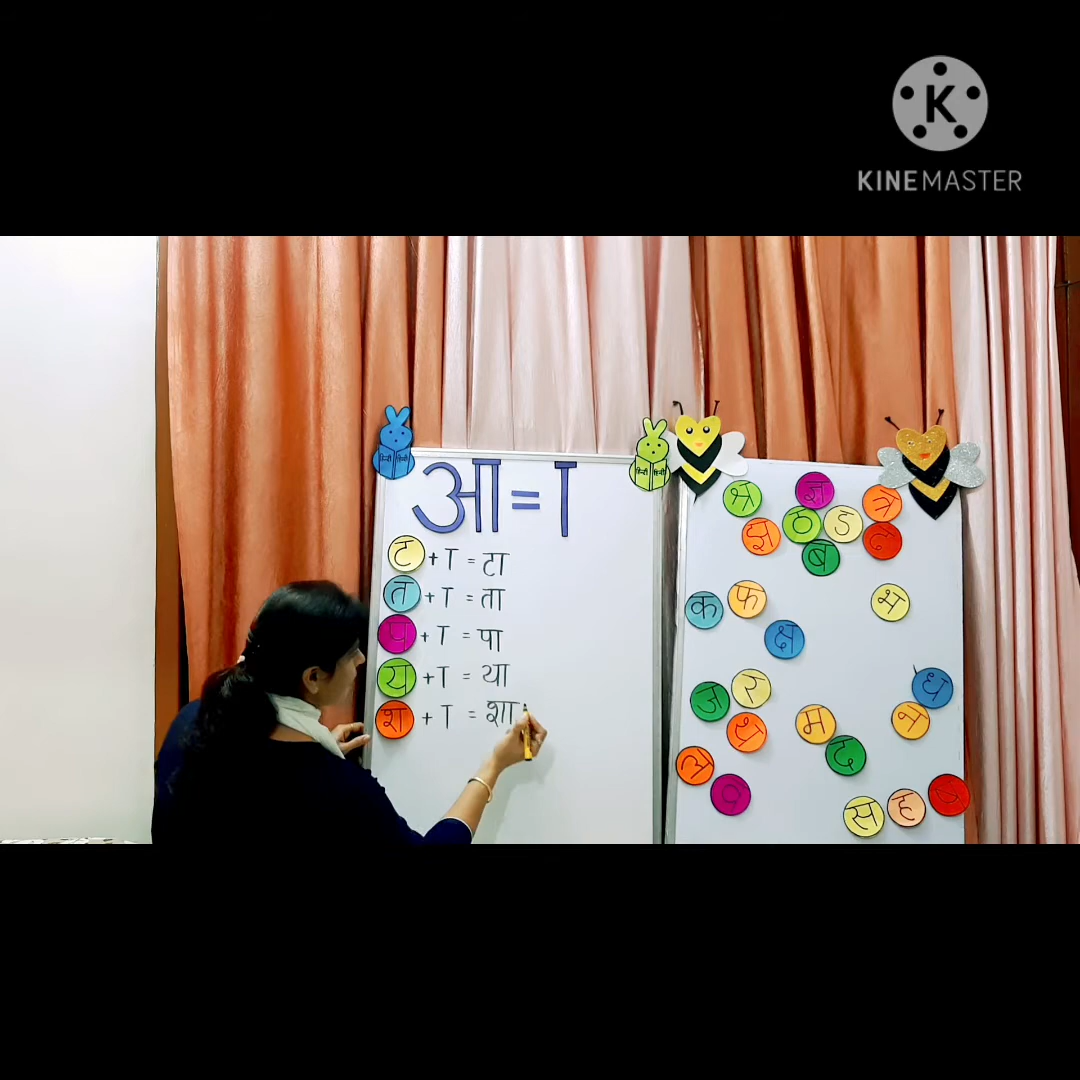 KINEMASTER
हिन्दी हिन्दी
हिन्दी हिन्दी
आ = ा
ट + ा = टा
त + ा = ता
प + ा = पा
य + ा = या
श + ा = शा
श्र ज्ञ त्र
झ ठ ड ढ
ब
क फ भ
क्ष
ज र ध
थ म न
ल द
स ह